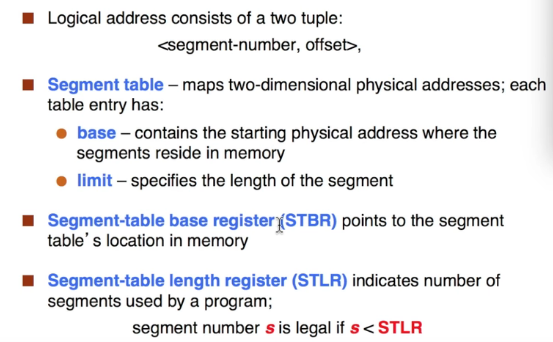 Logical address consists of a two tuple:
<segment-number, offset>,
Segment table – maps two-dimensional physical addresses; each
table entry has:
base – contains the starting physical address where the
segments reside in memory
limit – specifies the length of the segment
Segment-table base register (STBR) points to the segment
table's location in memory
Segment-table length register (STLR) indicates number of
segments used by a program;
segment number s is legal if s < STLR